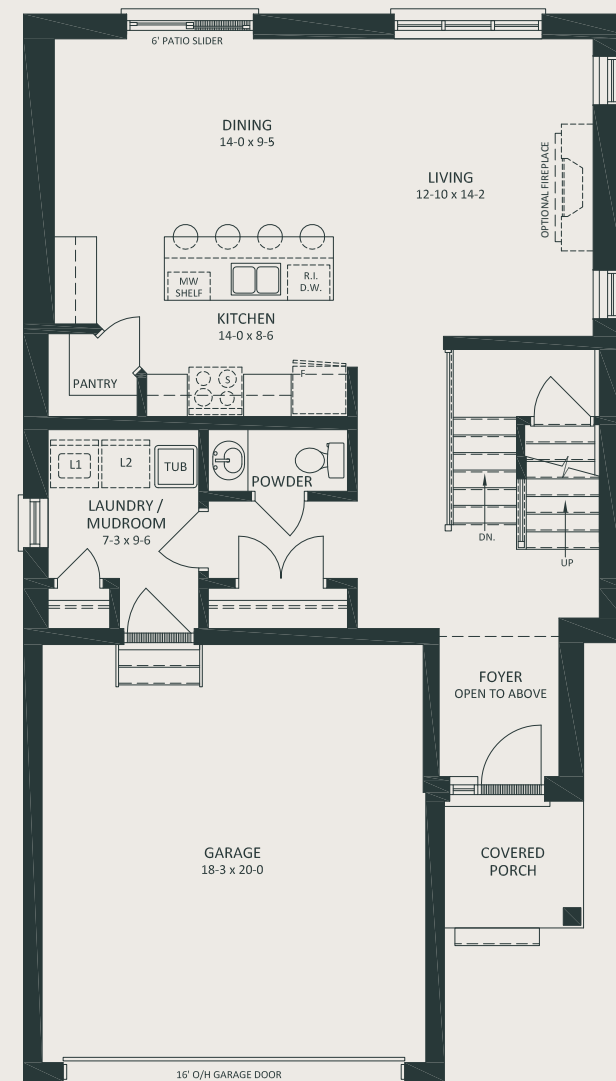 6' PATIO SLIDER
DINING
14-0 x 9-5
LIVING
12-10 x 14-2
OPTIONAL FIREPLACE
MW
SHELF
R.I.
D.W.
KITCHEN
14-0 x 8-6
PANTRY
S
F
L1
L2
TUB
POWDER
LAUNDRY /
MUDROOM
7-3 x 9-6
DN.
UP
FOYER
OPEN TO ABOVE
GARAGE
18-3 x 20-0
COVERED
PORCH
16' O/H GARAGE DOOR